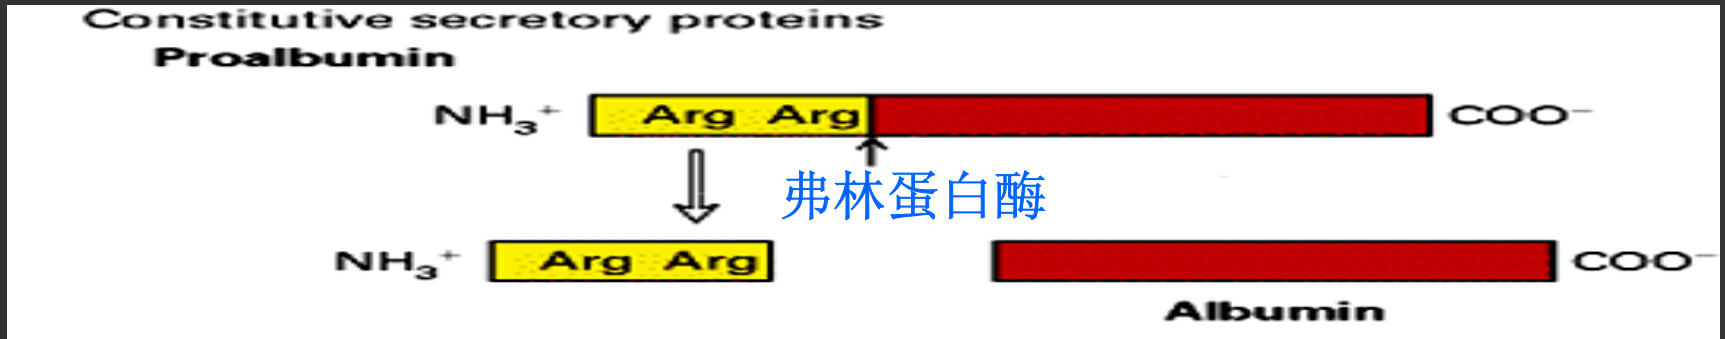 Constitutive secretory proteins
Proalbumin
NH₃⁺ Arg Arg COO⁻
弗林蛋白酶
NH₃⁺ Arg Arg COO⁻
Albumin